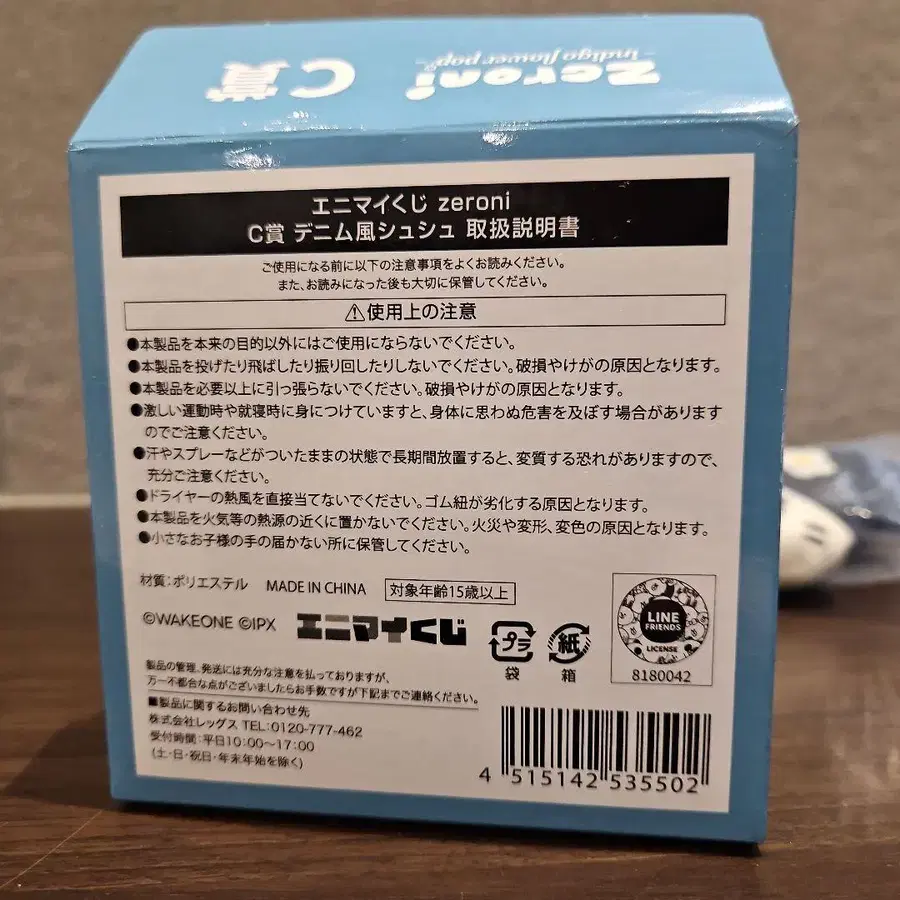 zeroni
indigo flower pop
C賞
エニマイくじ zeroni
C賞 デニム風シュシュ 取扱説明書
ご使用になる前に以下の注意事項をよくお読みください。
また、お読みになった後も大切に保管してください。
⚠使用上の注意
●本製品を本来の目的以外にはご使用にならないでください。
●本製品を投げたり飛ばしたり振り回したりしないでください。破損やけがの原因となります。
●本製品を必要以上に引っ張らないでください。破損やけがの原因となります。
●激しい運動時や就寝時に身につけていますと、身体に思わぬ危害を及ぼす場合があります
のでご注意ください。
●汗やスプレーなどがついたままの状態で長期間放置すると、変質する恐れがありますので、
充分ご注意ください。
●ドライヤーの熱風を直接当てないでください。ゴム紐が劣化する原因となります。
●本製品を火気等の熱源の近くに置かないでください。火災や変形、変色の原因となります。
●小さなお子様の手の届かない所に保管してください。
材質：ポリエステル MADE IN CHINA 対象年齢15歳以上
©WAKEONE ©IPX エニマイくじ
プラ 紙
袋 箱
LINE
FRIENDS
LICENSE
8180042
製品の管理、発送には充分な注意を払っておりますが、
万一不都合な点がございましたらお手数ですが下記までご連絡ください。
■製品に関するお問い合わせ先
株式会社レッグス TEL：0120-777-462
受付時間：平日10：00～17：00
（土・日・祝日・年末年始を除く）
4 515142 535502